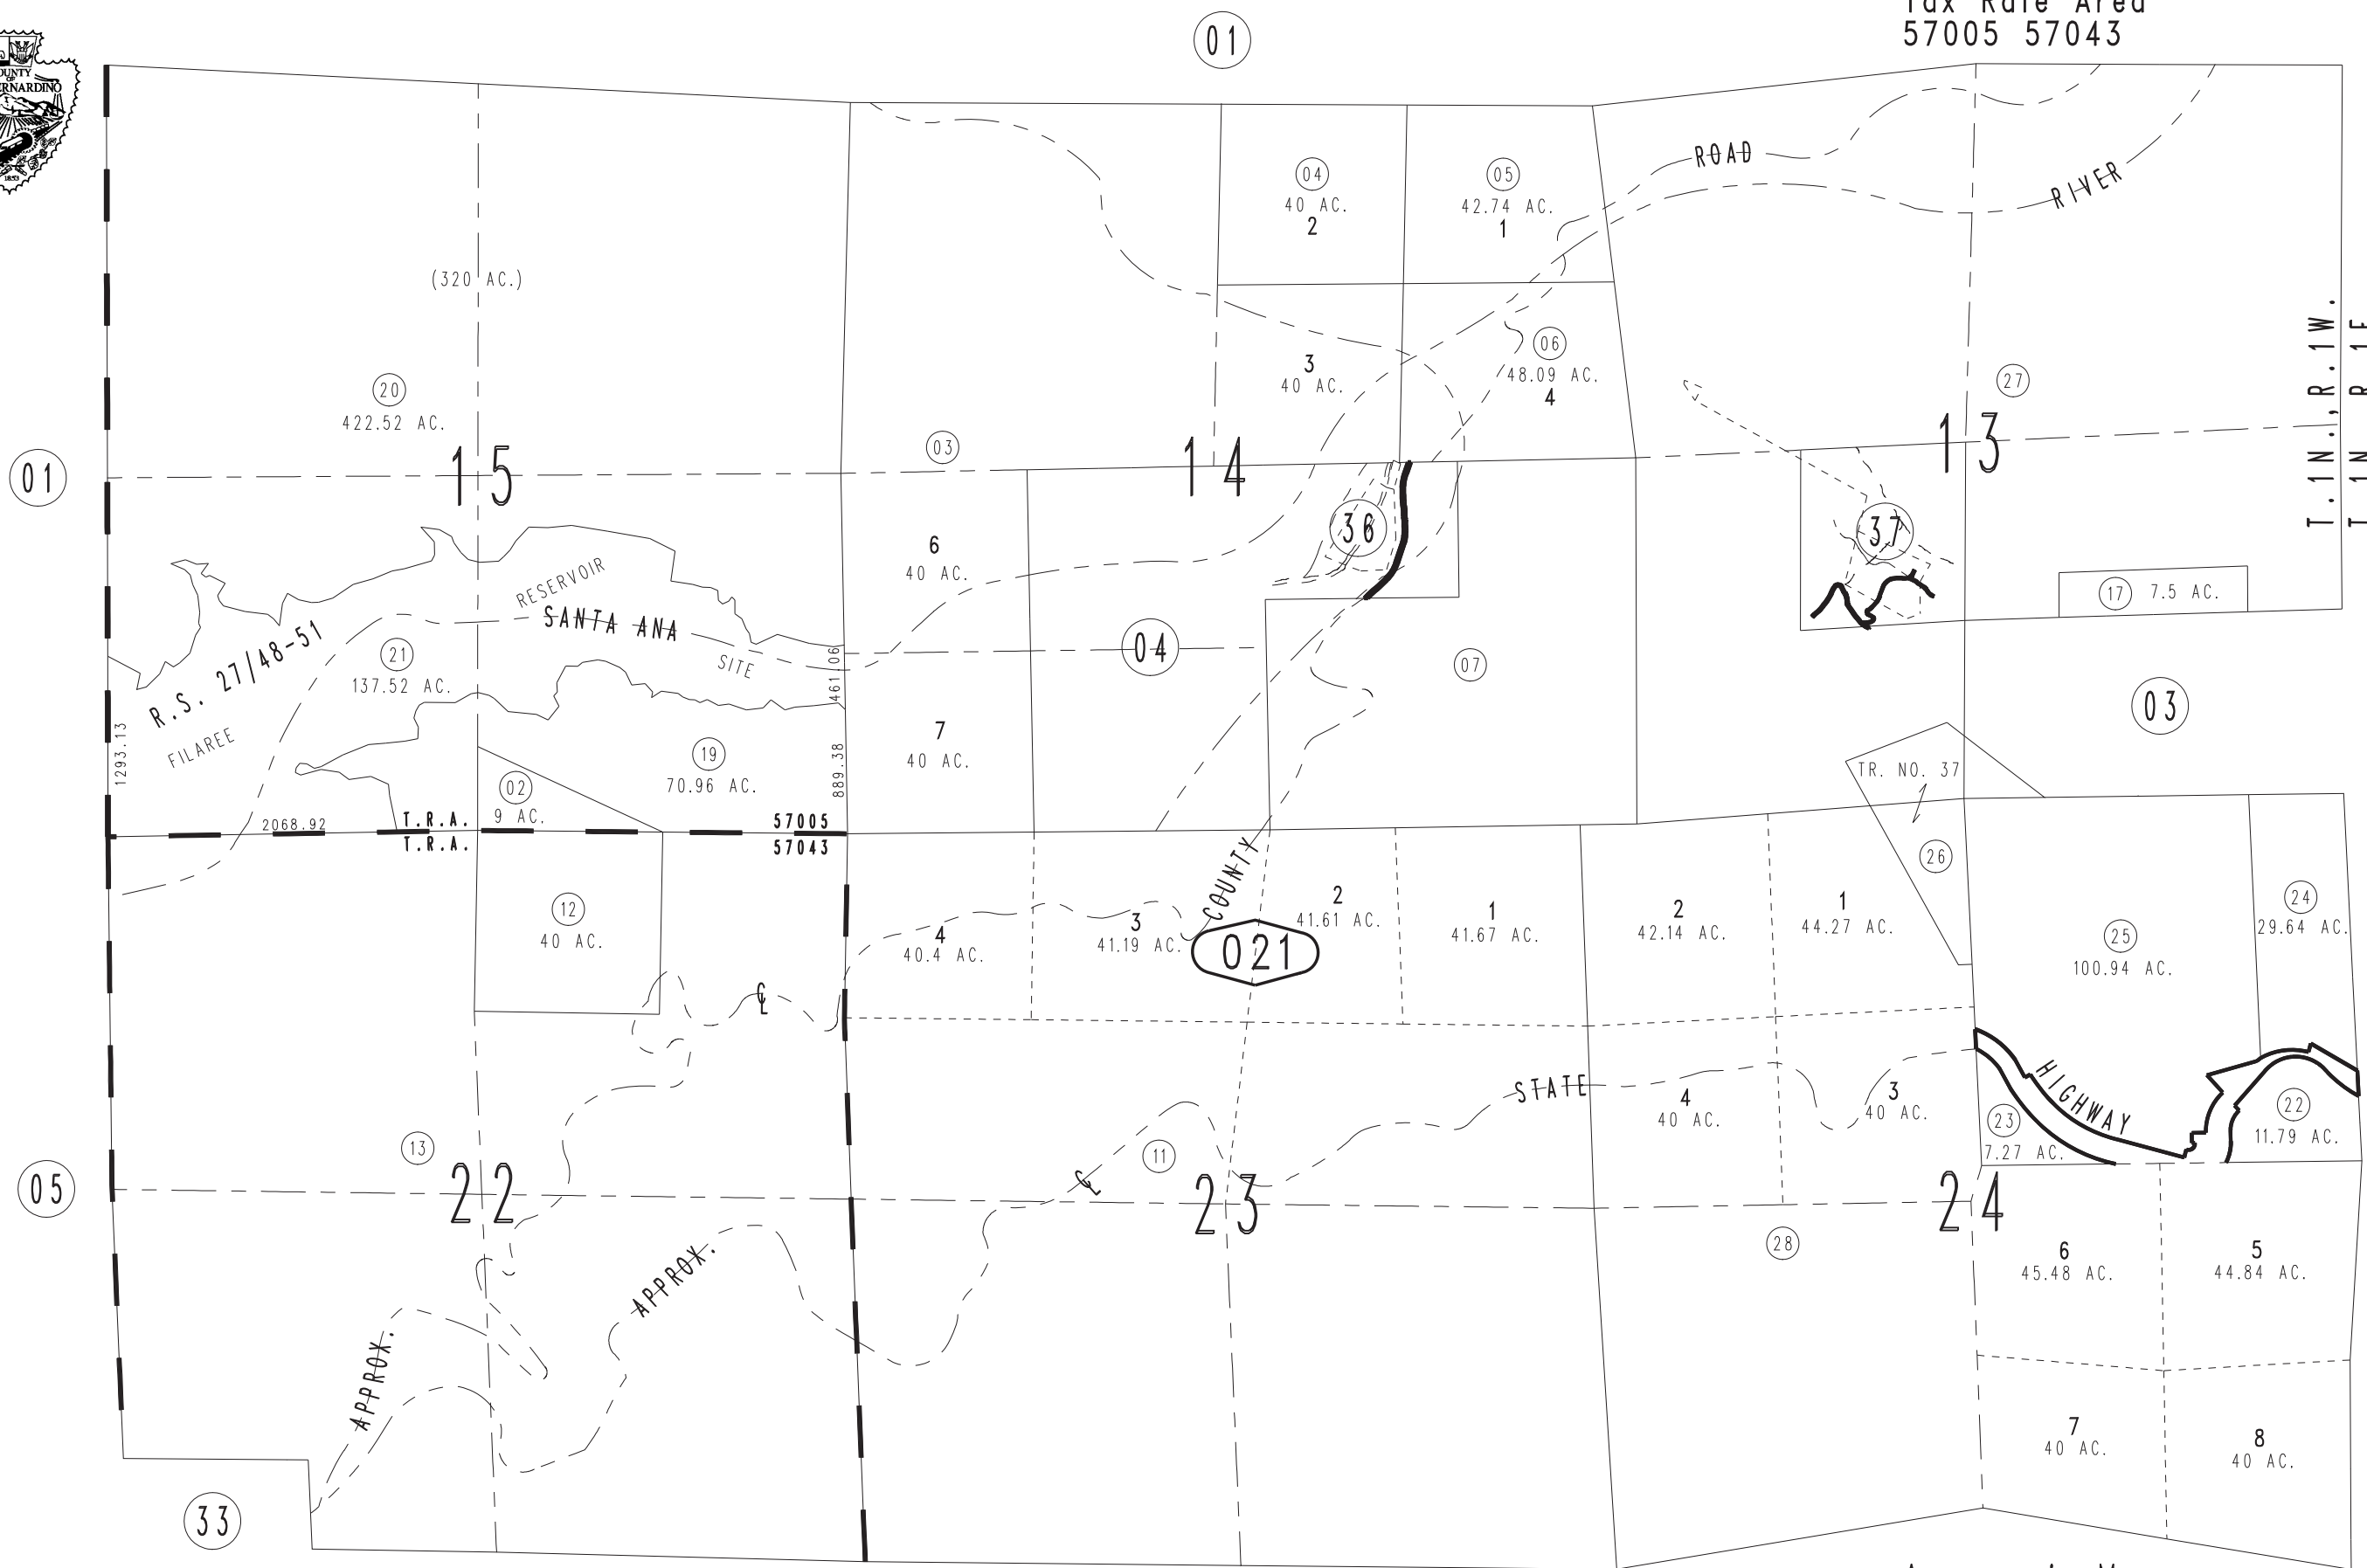 Tax Rate Area
57005 57043
COUNTY
OF
1853
01
ROAD
RIVER
04
40 AC.
2
05
42.74 AC.
1
(320 AC.)
T.1N.,R.1W.
3
40 AC.
06
48.09 AC.
4
20
422.52 AC.
27
03
15
14
13
01
36
37
6
40 AC.
RESERVOIR
SANTA ANA
SITE
R.S. 27/48-51
FILAREE
21
137.52 AC.
461.06
04
07
17 7.5 AC.
03
1293.13
889.38
7
40 AC.
19
70.96 AC.
02
9 AC.
TR. NO. 37
26
2068.92
T.R.A. 57005
T.R.A. 57043
COUNTY
12
40 AC.
4
40.4 AC.
3
41.19 AC.
2
41.61 AC.
1
41.67 AC.
2
42.14 AC.
1
44.27 AC.
021
25
100.94 AC.
24
29.64 AC.
STATE
HIGHWAY
4
40 AC.
3
40 AC.
23
7.27 AC.
22
11.79 AC.
13
11
22
23
24
05
28
6
45.48 AC.
5
44.84 AC.
APPROX.
APPROX.
7
40 AC.
8
40 AC.
33